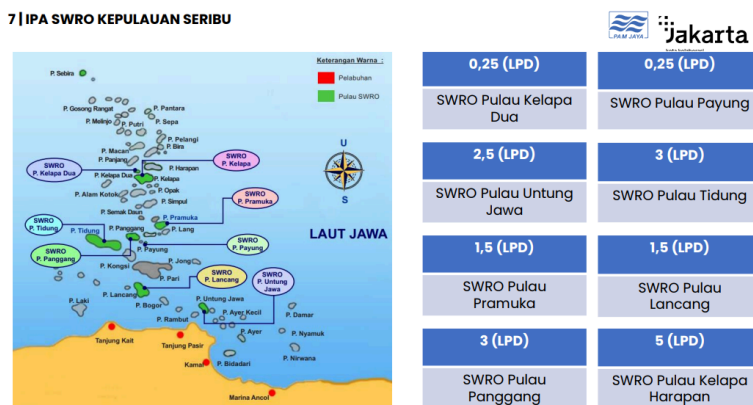 7 | IPA SWRO KEPULAUAN SERIBU
PAM JAYA
Jakarta
Keterangan Warna :
Pelabuhan
Pulau SWRO
P. Sebira
P. Gosong Rangat
P. Pantara
P. Melinjo
P. Putri
P. Sepa
P. Pelangi
P. Bira
P. Macan
P. Panjang
P. Harapan
SWRO
P. Kelapa
SWRO
P. Kelapa Dua
P. Kelapa Dua
P. Kelapa
P. Opak
P. Alam Kotok
P. Simpul
SWRO
P. Pramuka
P. Semak Daun
P. Pramuka
SWRO
P. Tidung
P. Tidung
P. Panggang
P. Lang
SWRO
P. Payung
P. Payung
SWRO
P. Panggang
P. Kongsi
P. Jong
P. Pari
SWRO
P. Lancang
SWRO
P. Untung
Jawa
P. Lancang
P. Laki
P. Bogor
P. Untung Jawa
P. Rambut
P. Ayer Kecil
P. Damar
P. Ayer
P. Nyamuk
P. Nirwana
P. Bidadari
U
S
LAUT JAWA
Tanjung Kait
Tanjung Pasir
Kamal
Marina Ancol
0,25 (LPD)
SWRO Pulau Kelapa
Dua
0,25 (LPD)
SWRO Pulau Payung
2,5 (LPD)
SWRO Pulau Untung
Jawa
3 (LPD)
SWRO Pulau Tidung
1,5 (LPD)
SWRO Pulau
Pramuka
1,5 (LPD)
SWRO Pulau
Lancang
3 (LPD)
SWRO Pulau
Panggang
5 (LPD)
SWRO Pulau Kelapa
Harapan